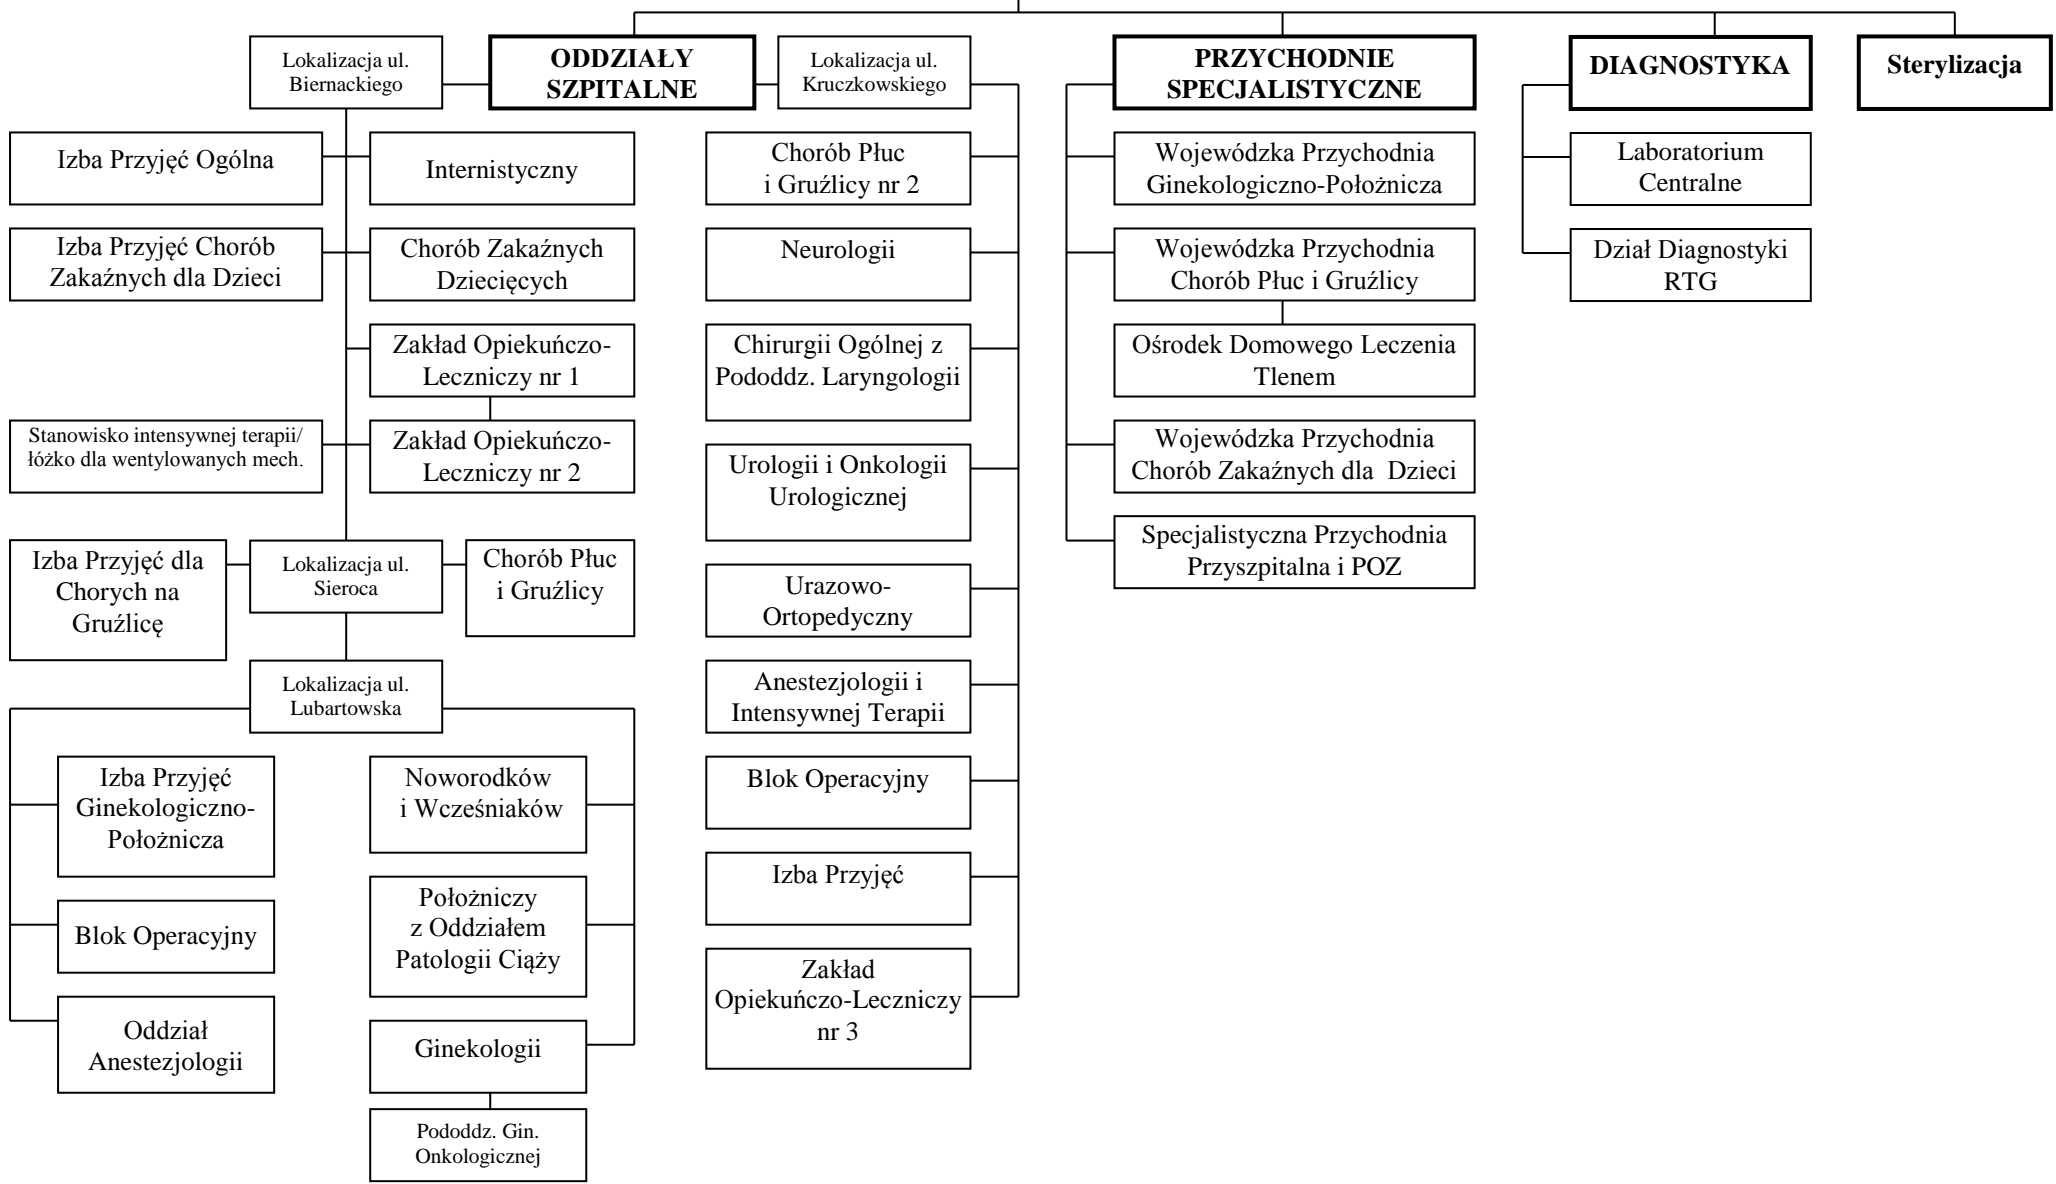 Lokalizacja ul.
Biernackiego
ODDZIAŁY
SZPITALNE
Lokalizacja ul.
Kruczkowskiego
PRZYCHODNIE
SPECJALISTYCZNE
DIAGNOSTYKA
Sterylizacja
Izba Przyjęć Ogólna
Internistyczny
Izba Przyjęć Chorób
Zakaźnych dla Dzieci
Chorób Zakaźnych
Dziecięcych
Zakład Opiekuńczo-
Leczniczy nr 1
Stanowisko intensywnej terapii/
łóżko dla wentylowanych mech.
Zakład Opiekuńczo-
Leczniczy nr 2
Izba Przyjęć dla
Chorych na
Gruźlicę
Lokalizacja ul.
Sieroca
Chorób Płuc
i Gruźlicy
Lokalizacja ul.
Lubartowska
Izba Przyjęć
Ginekologiczno-
Położnicza
Blok Operacyjny
Oddział
Anestezjologii
Noworodków
i Wcześniaków
Położniczy
z Oddziałem
Patologii Ciąży
Ginekologii
Pododdz. Gin.
Onkologicznej
Chorób Płuc
i Gruźlicy nr 2
Neurologii
Chirurgii Ogólnej z
Pododdz. Laryngologii
Urologii i Onkologii
Urologicznej
Urazowo-
Ortopedyczny
Anestezjologii i
Intensywnej Terapii
Blok Operacyjny
Izba Przyjęć
Zakład
Opiekuńczo-Leczniczy
nr 3
Wojewódzka Przychodnia
Ginekologiczno-Położnicza
Wojewódzka Przychodnia
Chorób Płuc i Gruźlicy
Ośrodek Domowego Leczenia
Tlenem
Wojewódzka Przychodnia
Chorób Zakaźnych dla  Dzieci
Specjalistyczna Przychodnia
Przyszpitalna i POZ
Laboratorium
Centralne
Dział Diagnostyki
RTG